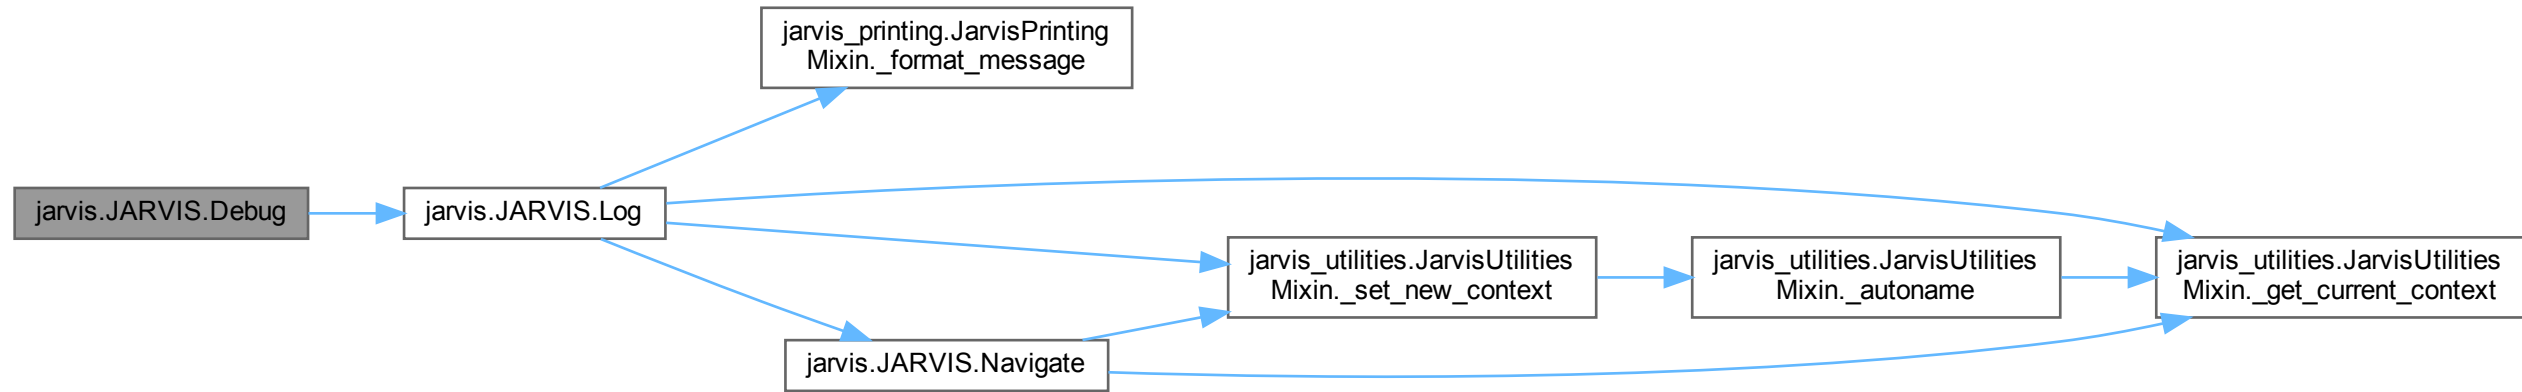 jarvis_printing.JarvisPrinting
Mixin._format_message
jarvis.JARVIS.Debug
jarvis.JARVIS.Log
jarvis_utilities.JarvisUtilities
Mixin._set_new_context
jarvis_utilities.JarvisUtilities
Mixin._autoname
jarvis_utilities.JarvisUtilities
Mixin._get_current_context
jarvis.JARVIS.Navigate